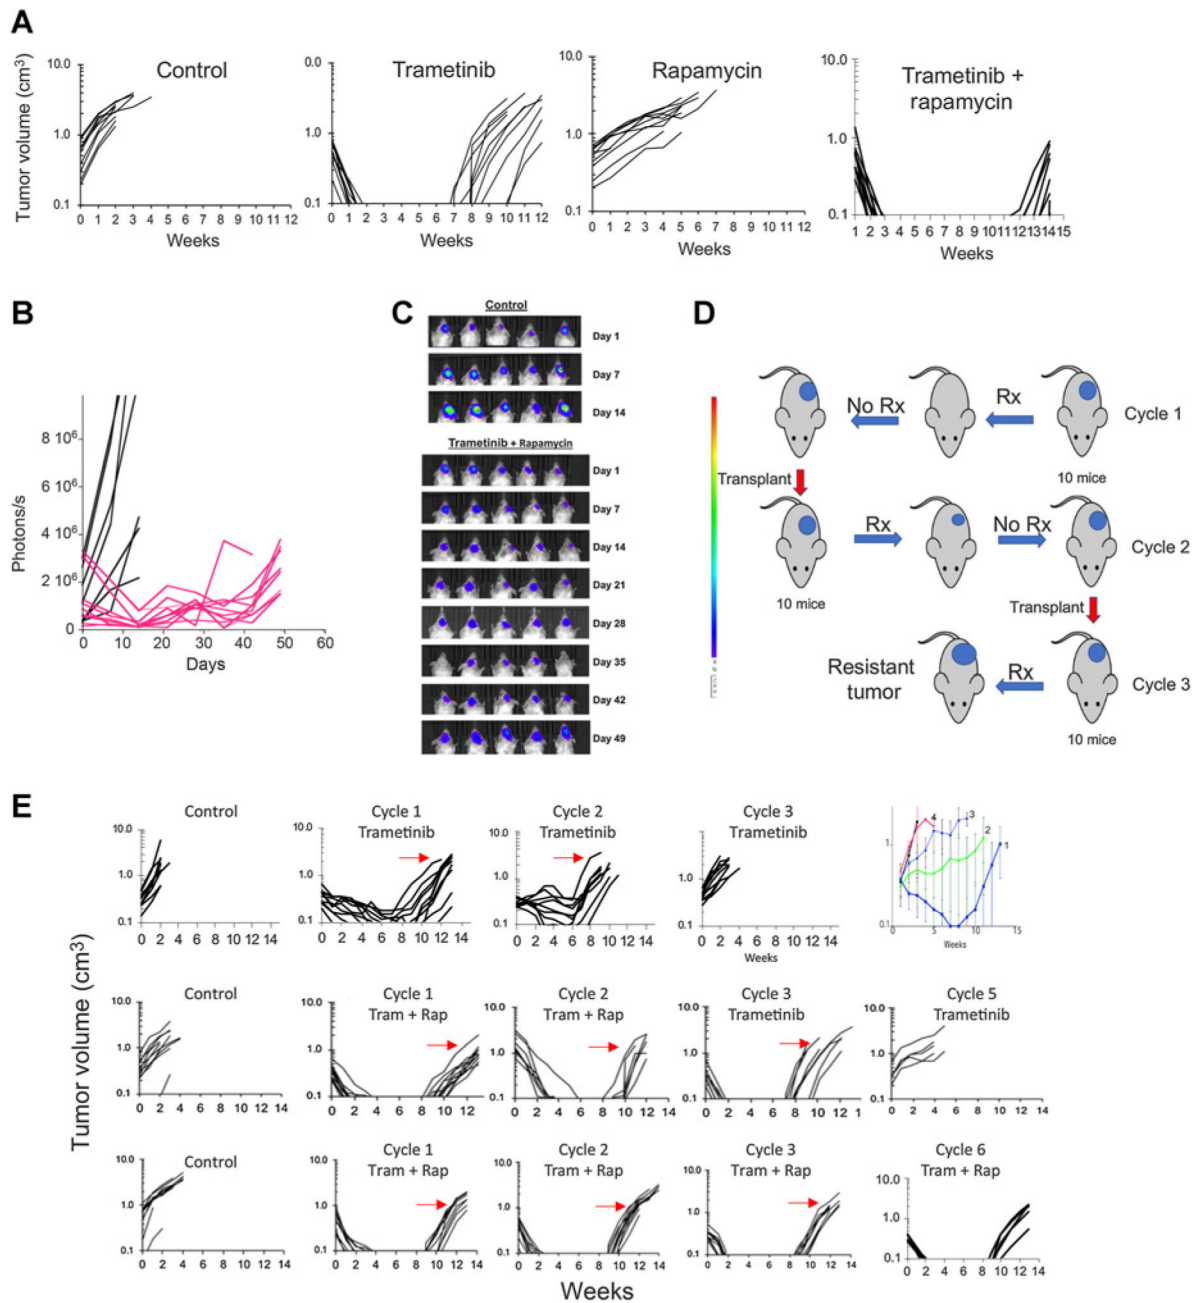 A
Tumor volume (cm³)
10.0
1.0
0.1
Control
0 1 2 3 4 5 6 7 8 9 10 11 12
Weeks
0.0
0.0
0.1
Trametinib
0 1 2 3 4 5 6 7 8 9 10 11 12
Weeks
10.0
1.0
0.1
Rapamycin
0 1 2 3 4 5 6 7 8 9 10 11 12
Weeks
10.0
1.0
0.1
Trametinib +
rapamycin
1 2 3 4 5 6 7 8 9 10 11 12 13 14 15
Weeks
B
Photons/s
8 10⁶
6 10⁶
4 10⁶
2 10⁶
0
0 10 20 30 40 50 60
Days
C
Control
Day 1
Day 7
Day 14
Trametinib + Rapamycin
Day 1
Day 7
Day 14
Day 21
Day 28
Day 35
Day 42
Day 49
D
No Rx
Rx
Cycle 1
10 mice
Transplant
Rx
No Rx
Cycle 2
10 mice
Transplant
Resistant
tumor
Rx
Cycle 3
10 mice
E
Tumor volume (cm³)
Control
10.0
1.0
0.1
0 2 4 6 8 10 12 14
Cycle 1
Trametinib
10.0
1.0
0.1
0 2 4 6 8 10 12 14
Cycle 2
Trametinib
10.0
1.0
0.1
0 2 4 6 8 10 12 14
Cycle 3
Trametinib
10.0
1.0
0.1
0 2 4 6 8 10 12 14
Weeks
4
3
2
1
0.1
5 10 15
Weeks
Control
10.0
1.0
0.1
0 2 4 6 8 10 12 14
Cycle 1
Tram + Rap
10.0
1.0
0.1
0 2 4 6 8 10 12 14
Cycle 2
Tram + Rap
10.0
1.0
0.1
0 2 4 6 8 10 12 14
Cycle 3
Trametinib
10.0
1.0
0.1
0 2 4 6 8 10 12 1
Cycle 5
Trametinib
10.0
1.0
0.1
0 2 4 6 8 10 12 14
Control
10.0
1.0
0.1
0 2 4 6 8 10 12 14
Cycle 1
Tram + Rap
10.0
1.0
0.1
0 2 4 6 8 10 12 14
Cycle 2
Tram + Rap
10.0
1.0
0.1
0 2 4 6 8 10 12 14
Cycle 3
Tram + Rap
10.0
1.0
0.1
0 2 4 6 8 10 12 14
Cycle 6
Tram + Rap
10.0
1.0
0.1
0 2 4 6 8 10 12 14
Weeks